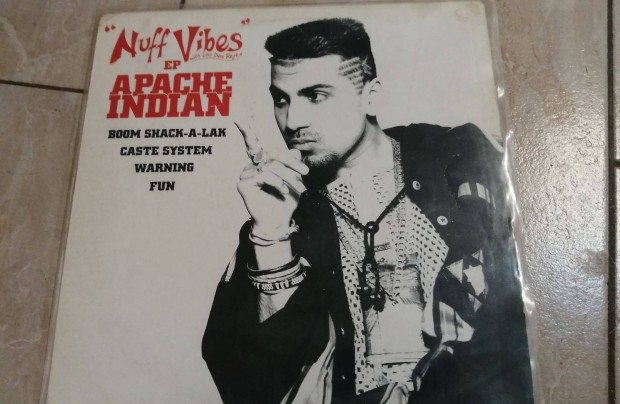 "Nuff Vibes"
EP
APACHE
INDIAN
BOOM SHACK-A-LAK
CASTE SYSTEM
WARNING
FUN